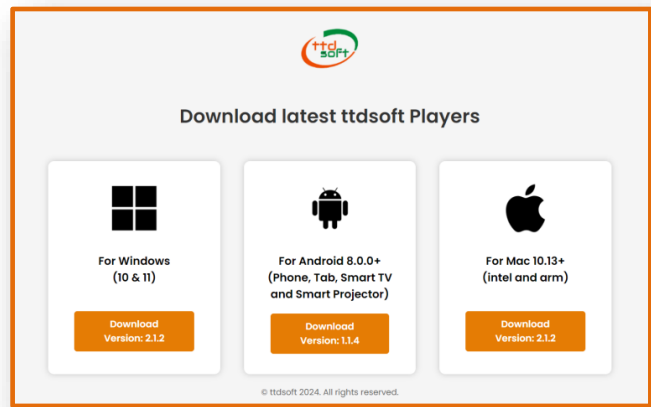 ttd
soft
Download latest ttdsoft Players
For Windows
(10 & 11)
Download
Version: 2.1.2
For Android 8.0.0+
(Phone, Tab, Smart TV
and Smart Projector)
Download
Version: 1.1.4
For Mac 10.13+
(intel and arm)
Download
Version: 2.1.2
© ttdsoft 2024. All rights reserved.